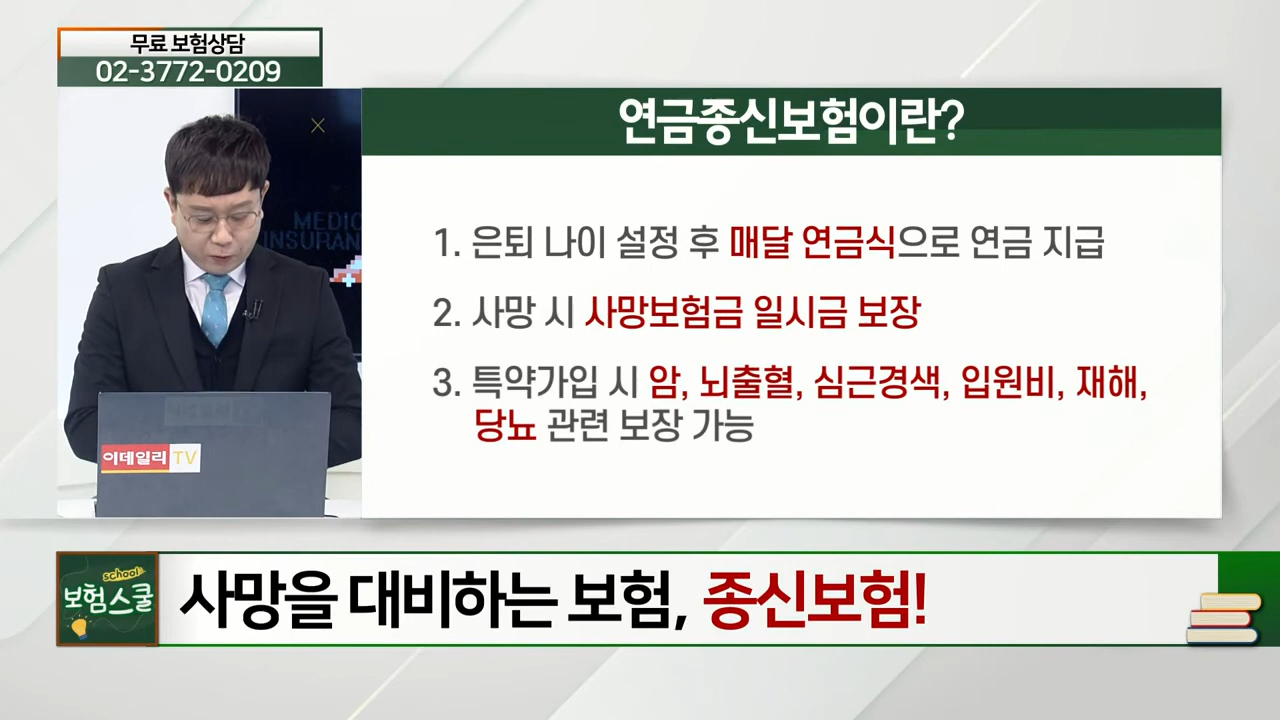 무료 보험상담
02-3772-0209
연금종신보험이란?
MEDIC
INSURAN
1. 은퇴 나이 설정 후 매달 연금식으로 연금 지급
2. 사망 시 사망보험금 일시금 보장
3. 특약가입 시 암, 뇌출혈, 심근경색, 입원비, 재해,
당뇨 관련 보장 가능
이데일리 TV
school
보험스쿨
사망을 대비하는 보험, 종신보험!